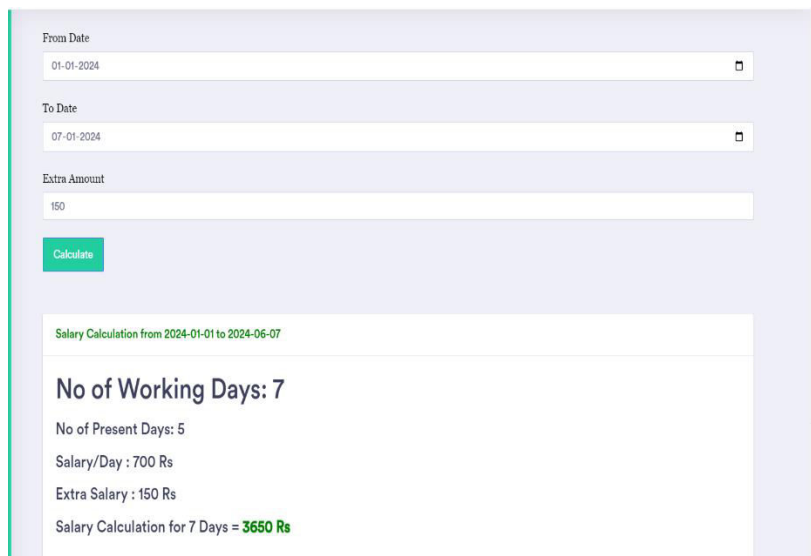 From Date
01-01-2024
To Date
07-01-2024
Extra Amount
150
Calculate
Salary Calculation from 2024-01-01 to 2024-06-07
No of Working Days: 7
No of Present Days: 5
Salary/Day : 700 Rs
Extra Salary : 150 Rs
Salary Calculation for 7 Days = 3650 Rs